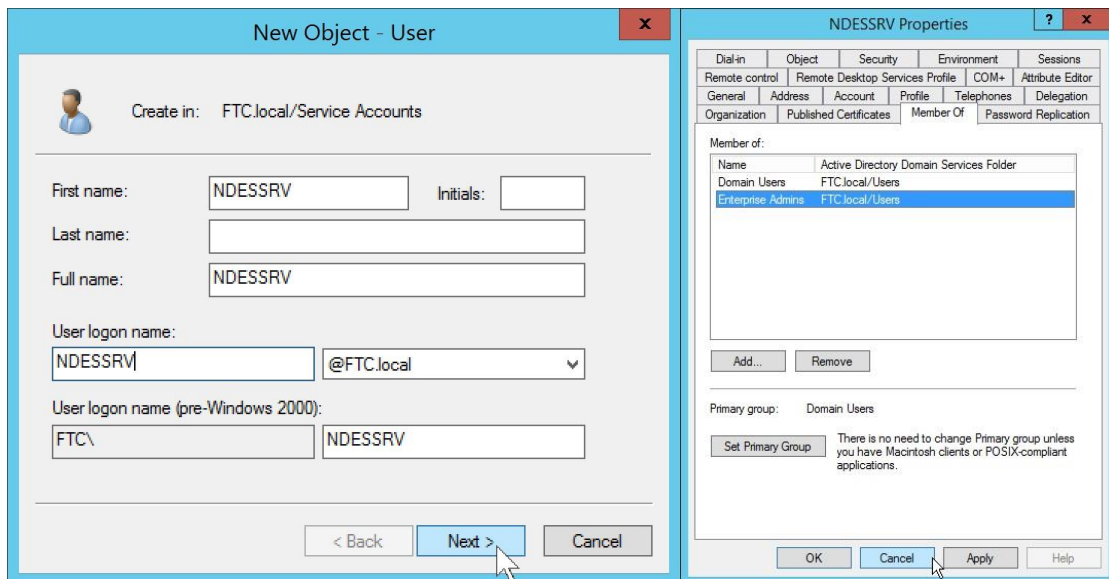 New Object - User
x
Create in: FTC.local/Service Accounts
First name: NDESSRV Initials:
Last name:
Full name: NDESSRV
User logon name:
NDESSRV @FTC.local
User logon name (pre-Windows 2000):
FTC\ NDESSRV
< Back Next > Cancel
NDESSRV Properties ? x
Dial-in Object Security Environment Sessions
Remote control Remote Desktop Services Profile COM+ Attribute Editor
General Address Account Profile Telephones Delegation
Organization Published Certificates Member Of Password Replication
Member of:
Name Active Directory Domain Services Folder
Domain Users FTC.local/Users
Enterprise Admins FTC.local/Users
Add... Remove
Primary group: Domain Users
Set Primary Group
There is no need to change Primary group unless
you have Macintosh clients or POSIX-compliant
applications.
OK Cancel Apply Help